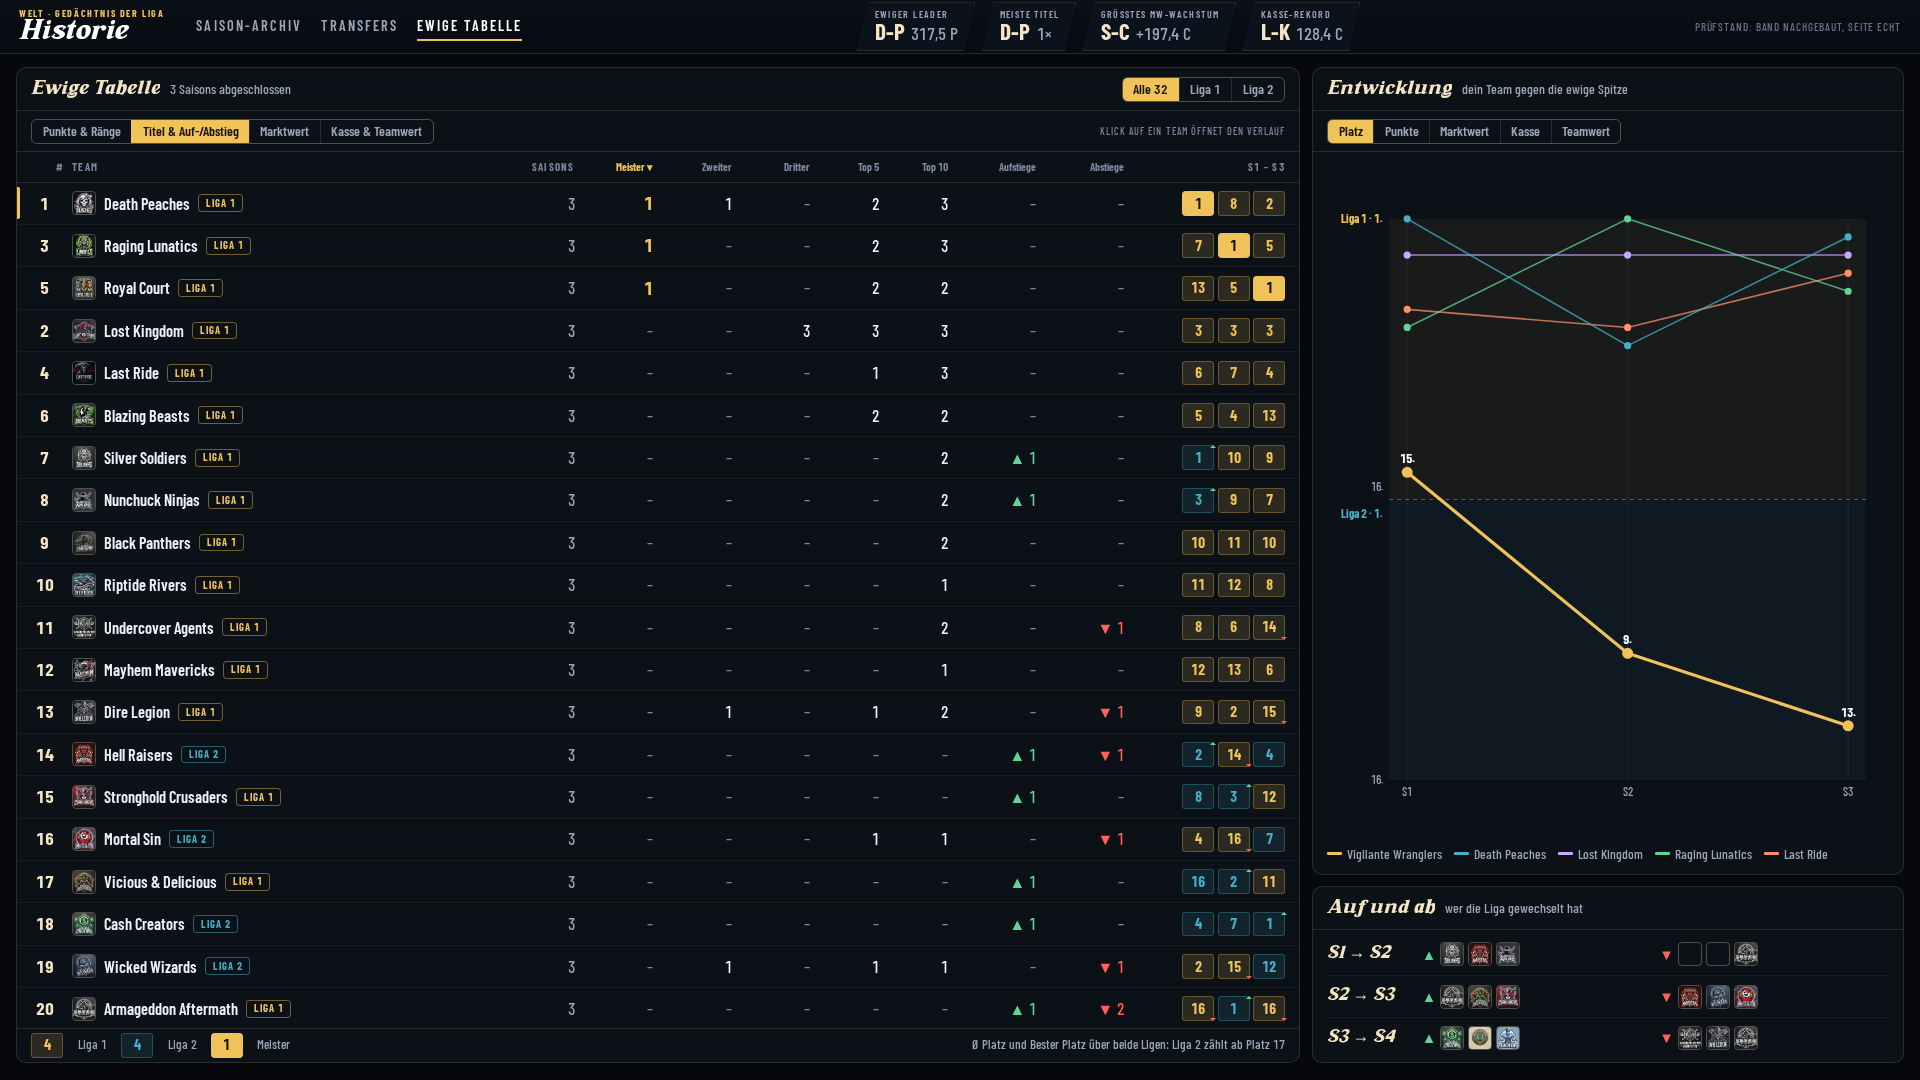 WELT · GEDÄCHTNIS DER LIGA
Historie
SAISON-ARCHIV TRANSFERS EWIGE TABELLE
EWIGER LEADER
D-P 317,5 P
MEISTE TITEL
D-P 1×
GRÖSSTES MW-WACHSTUM
S-C +197,4 C
KASSE-REKORD
L-K 128,4 C
PRÜFSTAND: BAND NACHGEBAUT, SEITE ECHT
Ewige Tabelle 3 Saisons abgeschlossen
Alle 32 Liga 1 Liga 2
Punkte & Ränge Titel & Auf-/Abstieg Marktwert Kasse & Teamwert
KLICK AUF EIN TEAM ÖFFNET DEN VERLAUF
# TEAM SAISONS Meister ▾ Zweiter Dritter Top 5 Top 10 Aufstiege Abstiege S1 – S3
1 Death Peaches LIGA 1 3 1 1 – 2 3 – – 1 8 2
3 Raging Lunatics LIGA 1 3 1 – – 2 3 – – 7 1 5
5 Royal Court LIGA 1 3 1 – – 2 2 – – 13 5 1
2 Lost Kingdom LIGA 1 3 – – 3 3 3 – – 3 3 3
4 Last Ride LIGA 1 3 – – – 1 3 – – 6 7 4
6 Blazing Beasts LIGA 1 3 – – – 2 2 – – 5 4 13
7 Silver Soldiers LIGA 1 3 – – – – 2 ▲ 1 – 1 10 9
8 Nunchuck Ninjas LIGA 1 3 – – – – 2 ▲ 1 – 3 9 7
9 Black Panthers LIGA 1 3 – – – – 2 – – 10 11 10
10 Riptide Rivers LIGA 1 3 – – – – 1 – – 11 12 8
11 Undercover Agents LIGA 1 3 – – – – 2 – ▼ 1 8 6 14
12 Mayhem Mavericks LIGA 1 3 – – – – 1 – – 12 13 6
13 Dire Legion LIGA 1 3 – 1 – 1 2 – ▼ 1 9 2 15
14 Hell Raisers LIGA 2 3 – – – – – ▲ 1 ▼ 1 2 14 4
15 Stronghold Crusaders LIGA 1 3 – – – – – ▲ 1 – 8 3 12
16 Mortal Sin LIGA 2 3 – – – 1 1 – ▼ 1 4 16 7
17 Vicious & Delicious LIGA 1 3 – – – – – ▲ 1 – 16 2 11
18 Cash Creators LIGA 2 3 – – – – – ▲ 1 – 4 7 1
19 Wicked Wizards LIGA 2 3 – 1 – 1 1 – ▼ 1 2 15 12
20 Armageddon Aftermath LIGA 1 3 – – – – – ▲ 1 ▼ 2 16 1 16
4 Liga 1 4 Liga 2 1 Meister
Ø Platz und Bester Platz über beide Ligen: Liga 2 zählt ab Platz 17
Entwicklung dein Team gegen die ewige Spitze
Platz Punkte Marktwert Kasse Teamwert
Liga 1 · 1.
15.
16.
Liga 2 · 1.
9.
13.
16.
S1 S2 S3
Vigilante Wranglers Death Peaches Lost Kingdom Raging Lunatics Last Ride
Auf und ab wer die Liga gewechselt hat
S1 → S2 ▲ ▼
S2 → S3 ▲ ▼
S3 → S4 ▲ ▼